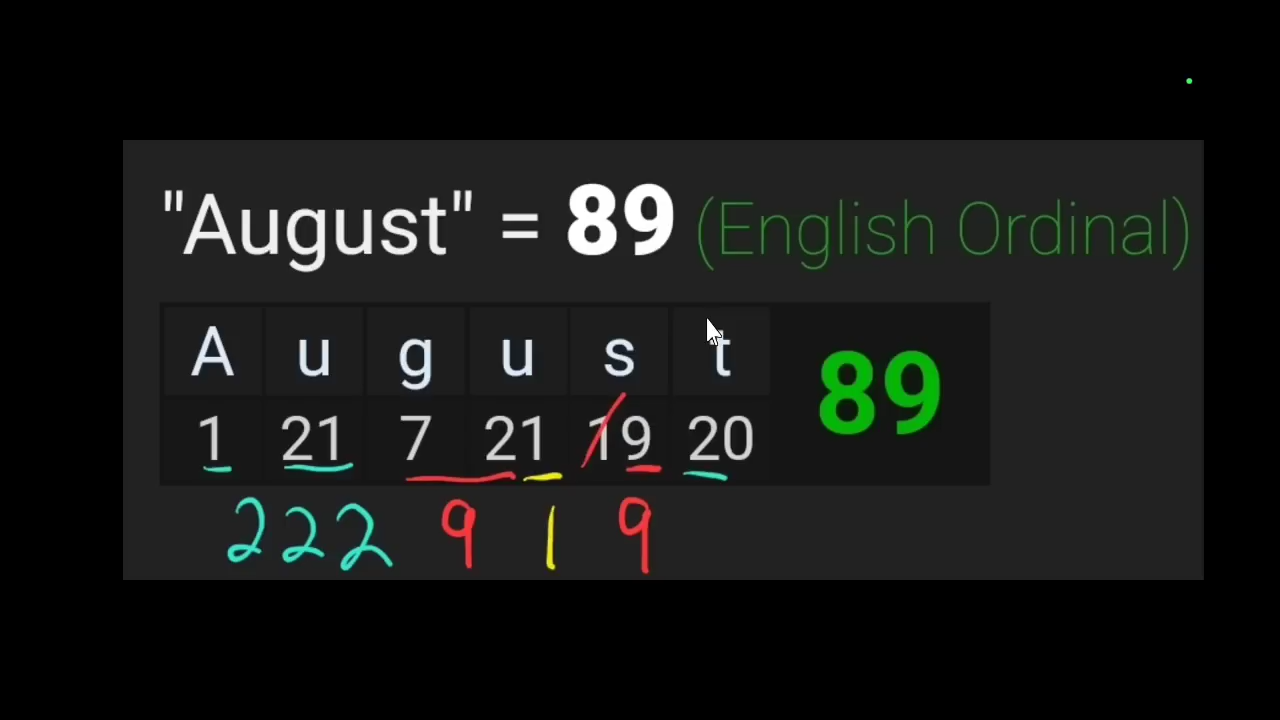 "August" = 89 (English Ordinal)
A u g u s t 89
1 21 7 21 19 20
222 9 1 9